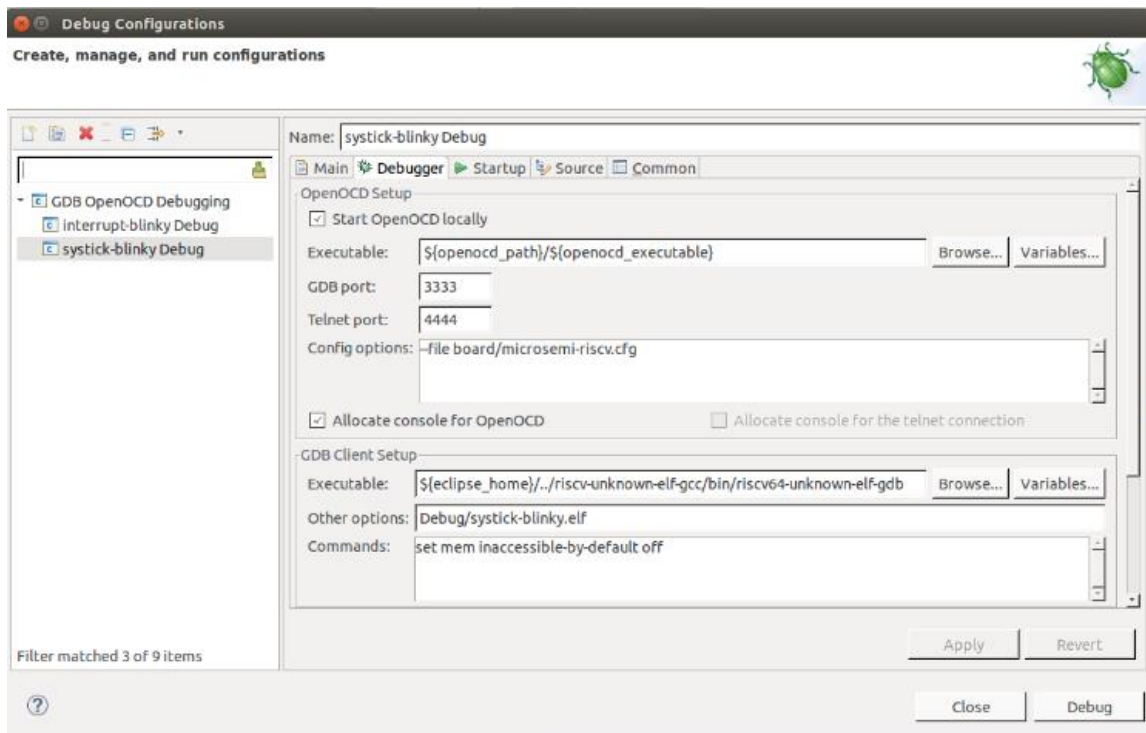 Debug Configurations
Create, manage, and run configurations
Name: systick-blinky Debug
Main Debugger Startup Source Common
GDB OpenOCD Debugging
interrupt-blinky Debug
systick-blinky Debug
OpenOCD Setup
Start OpenOCD locally
Executable: ${openocd_path}/${openocd_executable} Browse... Variables...
GDB port: 3333
Telnet port: 4444
Config options: --file board/microsemi-riscv.cfg
Allocate console for OpenOCD Allocate console for the telnet connection
GDB Client Setup
Executable: ${eclipse_home}/../riscv-unknown-elf-gcc/bin/riscv64-unknown-elf-gdb Browse... Variables...
Other options: Debug/systick-blinky.elf
Commands: set mem inaccessible-by-default off
Filter matched 3 of 9 items
Apply Revert
? Close Debug